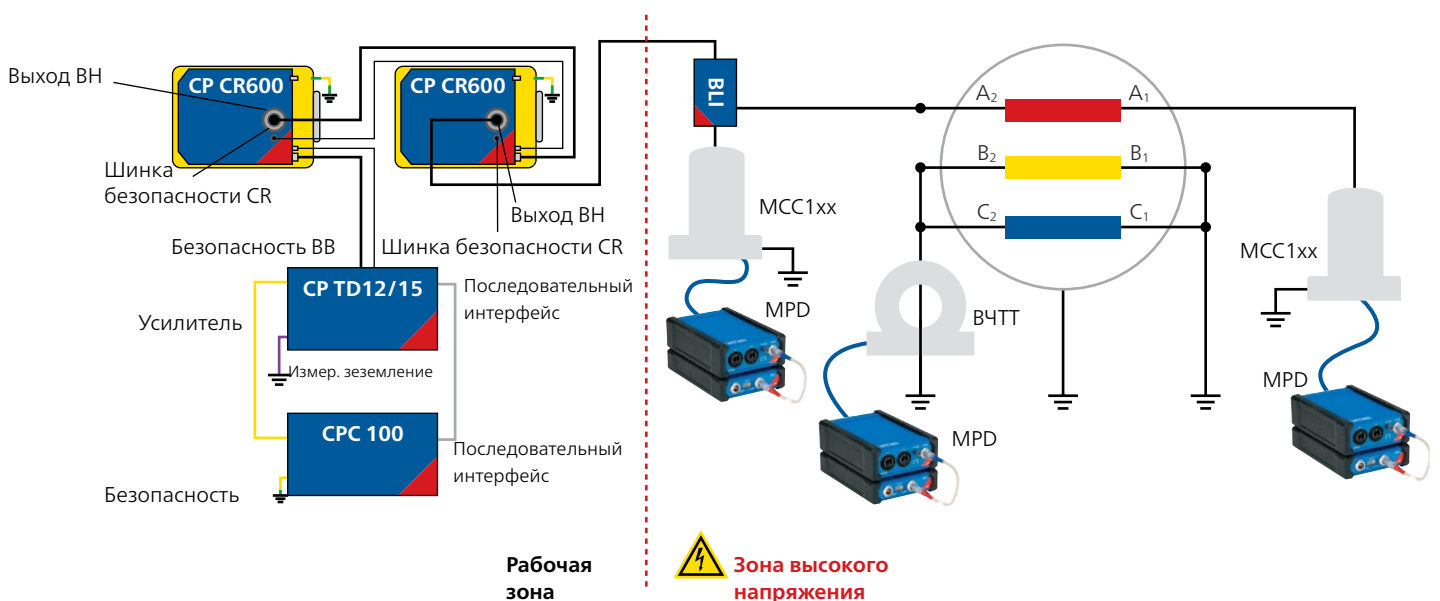 CP CR600
CP CR600
Выход ВН
Шинка
безопасности CR
Выход ВН
Шинка безопасности CR
Безопасность ВВ
CP TD12/15
Последовательный
интерфейс
Усилитель
Измер. зеземление
CPC 100
Последовательный
интерфейс
Безопасность
Рабочая
зона
BLI
MCC1xx
MPD
A₂
A₁
B₂
B₁
C₂
C₁
ВЧТТ
MPD
MCC1xx
MPD
Зона высокого
напряжения